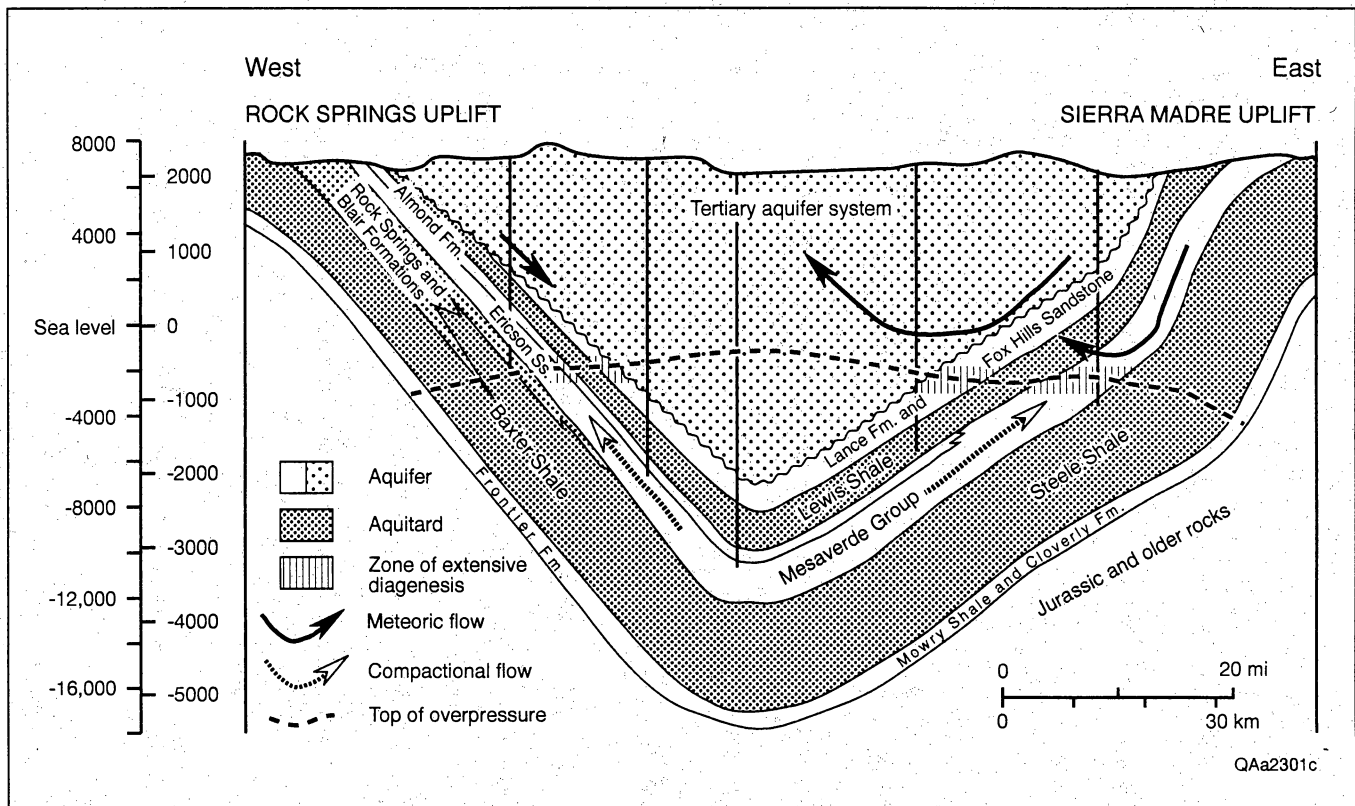 West
East
ROCK SPRINGS UPLIFT
SIERRA MADRE UPLIFT
8000
4000
Sea level
-4000
-8000
-12,000
-16,000
2000
1000
0
-1000
-2000
-3000
-4000
-5000
Almond Fm.
Rock Springs and
Blair Formations
Ericson Ss.
Baxter Shale
Frontier Fm.
Tertiary aquifer system
Lance Fm. and Fox Hills Sandstone
Lewis Shale
Mesaverde Group
Steele Shale
Mowry Shale and Cloverly Fm.
Jurassic and older rocks
Aquifer
Aquitard
Zone of extensive
diagenesis
Meteoric flow
Compactional flow
Top of overpressure
0 20 mi
0 30 km
QAa2301c